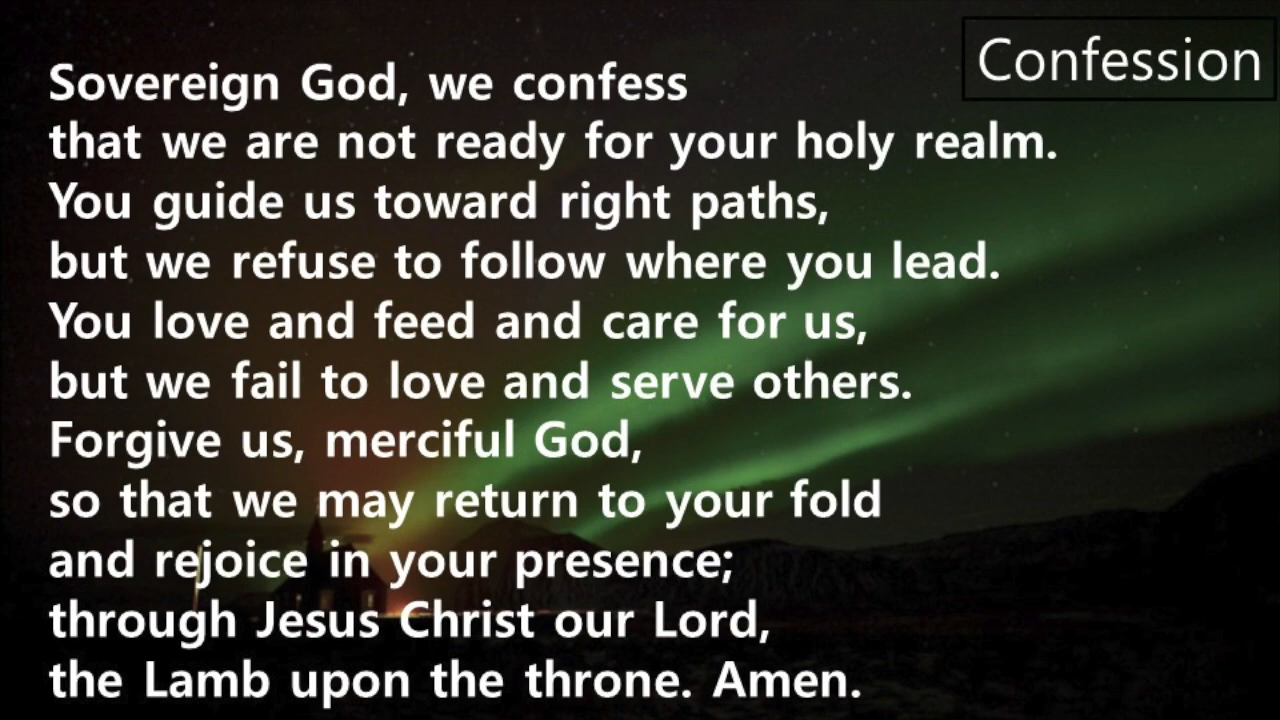 Confession
Sovereign God, we confess
that we are not ready for your holy realm.
You guide us toward right paths,
but we refuse to follow where you lead.
You love and feed and care for us,
but we fail to love and serve others.
Forgive us, merciful God,
so that we may return to your fold
and rejoice in your presence;
through Jesus Christ our Lord,
the Lamb upon the throne. Amen.